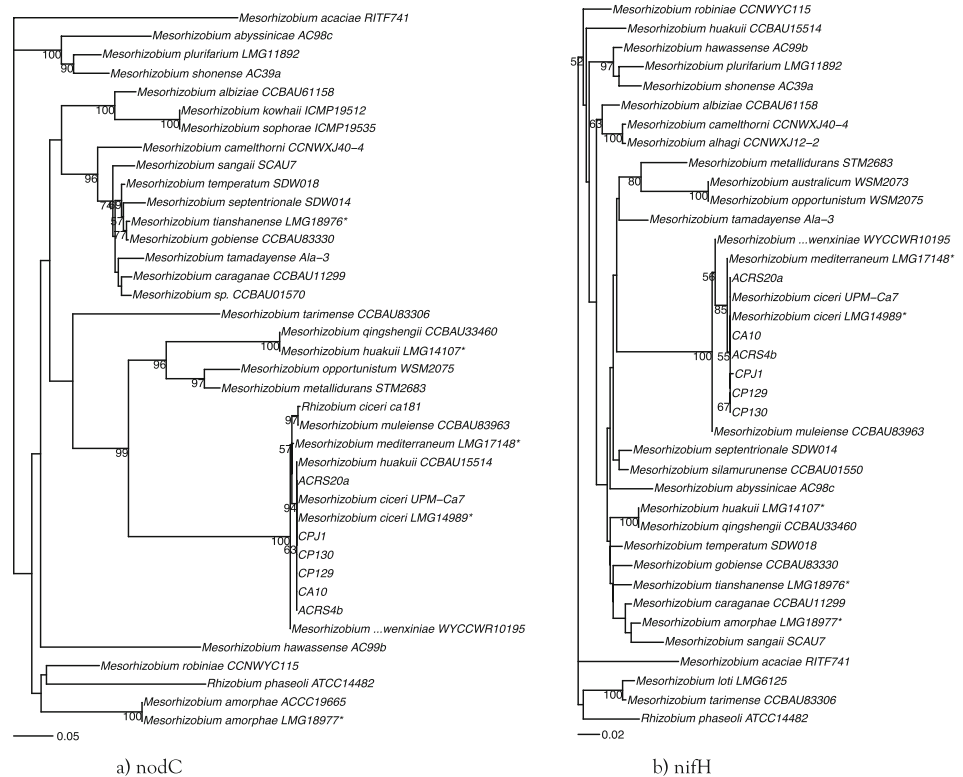 Mesorhizobium acaciae RITF741
Mesorhizobium abyssinicae AC98c
100
Mesorhizobium plurifarium LMG11892
90
Mesorhizobium shonense AC39a
Mesorhizobium albiziae CCBAU61158
100
Mesorhizobium kowhaii ICMP19512
100
Mesorhizobium sophorae ICMP19535
Mesorhizobium camelthorni CCNWXJ40-4
Mesorhizobium sangaii SCAU7
96
Mesorhizobium temperatum SDW018
Mesorhizobium septentrionale SDW014
74
69
57
Mesorhizobium tianshanense LMG18976*
77
Mesorhizobium gobiense CCBAU83330
Mesorhizobium tamadayense Ala-3
Mesorhizobium caraganae CCBAU11299
Mesorhizobium sp. CCBAU01570
Mesorhizobium tarimense CCBAU83306
Mesorhizobium qingshengii CCBAU33460
100
Mesorhizobium huakuii LMG14107*
96
Mesorhizobium opportunistum WSM2075
97
Mesorhizobium metallidurans STM2683
Rhizobium ciceri ca181
97
Mesorhizobium muleiense CCBAU83963
Mesorhizobium mediterraneum LMG17148*
57
99
Mesorhizobium huakuii CCBAU15514
ACRS20a
Mesorhizobium ciceri UPM-Ca7
94
Mesorhizobium ciceri LMG14989*
CPJ1
100
63
CP130
CP129
CA10
ACRS4b
Mesorhizobium ...wenxiniae WYCCWR10195
Mesorhizobium hawassense AC99b
Mesorhizobium robiniae CCNWYC115
Rhizobium phaseoli ATCC14482
Mesorhizobium amorphae ACCC19665
100
Mesorhizobium amorphae LMG18977*
0.05
a) nodC
Mesorhizobium robiniae CCNWYC115
Mesorhizobium huakuii CCBAU15514
Mesorhizobium hawassense AC99b
52
97
Mesorhizobium plurifarium LMG11892
Mesorhizobium shonense AC39a
Mesorhizobium albiziae CCBAU61158
63
Mesorhizobium camelthorni CCNWXJ40-4
100
Mesorhizobium alhagi CCNWXJ12-2
Mesorhizobium metallidurans STM2683
80
Mesorhizobium australicum WSM2073
100
Mesorhizobium opportunistum WSM2075
Mesorhizobium tamadayense Ala-3
Mesorhizobium ...wenxiniae WYCCWR10195
Mesorhizobium mediterraneum LMG17148*
56
ACRS20a
Mesorhizobium ciceri UPM-Ca7
85
Mesorhizobium ciceri LMG14989*
CA10
100
55
ACRS4b
CPJ1
CP129
67
CP130
Mesorhizobium muleiense CCBAU83963
Mesorhizobium septentrionale SDW014
Mesorhizobium silamurunense CCBAU01550
Mesorhizobium abyssinicae AC98c
Mesorhizobium huakuii LMG14107*
100
Mesorhizobium qingshengii CCBAU33460
Mesorhizobium temperatum SDW018
Mesorhizobium gobiense CCBAU83330
Mesorhizobium tianshanense LMG18976*
Mesorhizobium caraganae CCBAU11299
Mesorhizobium amorphae LMG18977*
Mesorhizobium sangaii SCAU7
Mesorhizobium acaciae RITF741
Mesorhizobium loti LMG6125
100
Mesorhizobium tarimense CCBAU83306
Rhizobium phaseoli ATCC14482
0.02
b) nifH